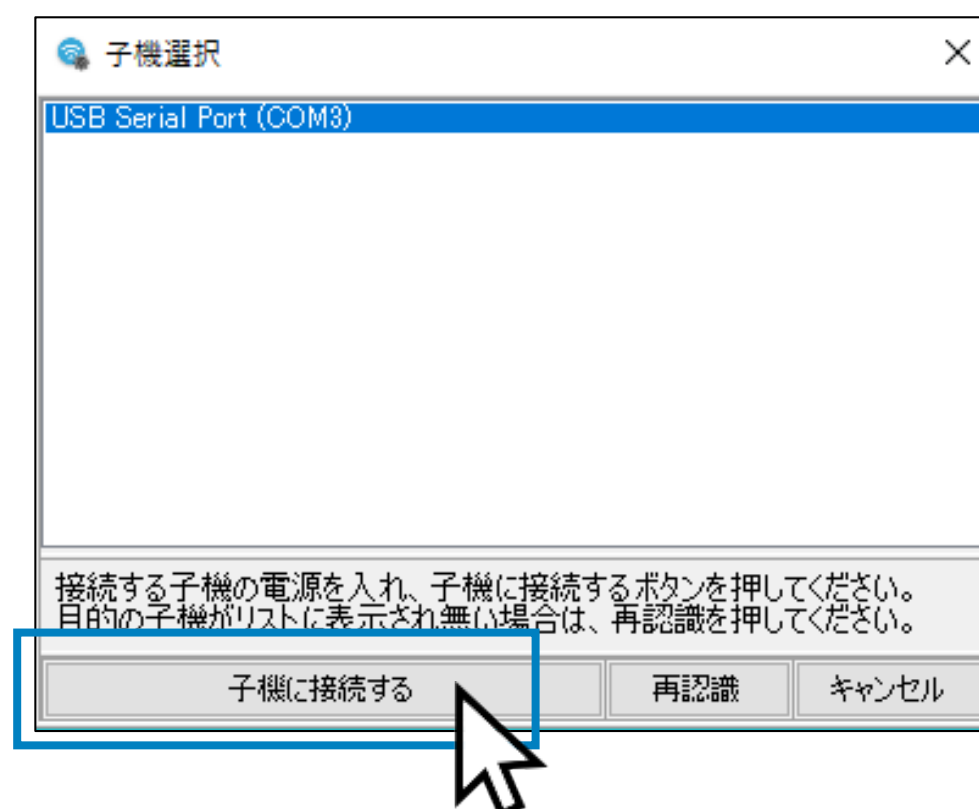 子機選択
USB Serial Port (COM3)
接続する子機の電源を入れ、子機に接続するボタンを押してください。
目的の子機がリストに表示され無い場合は、再認識を押してください。
子機に接続する 再認識 キャンセル